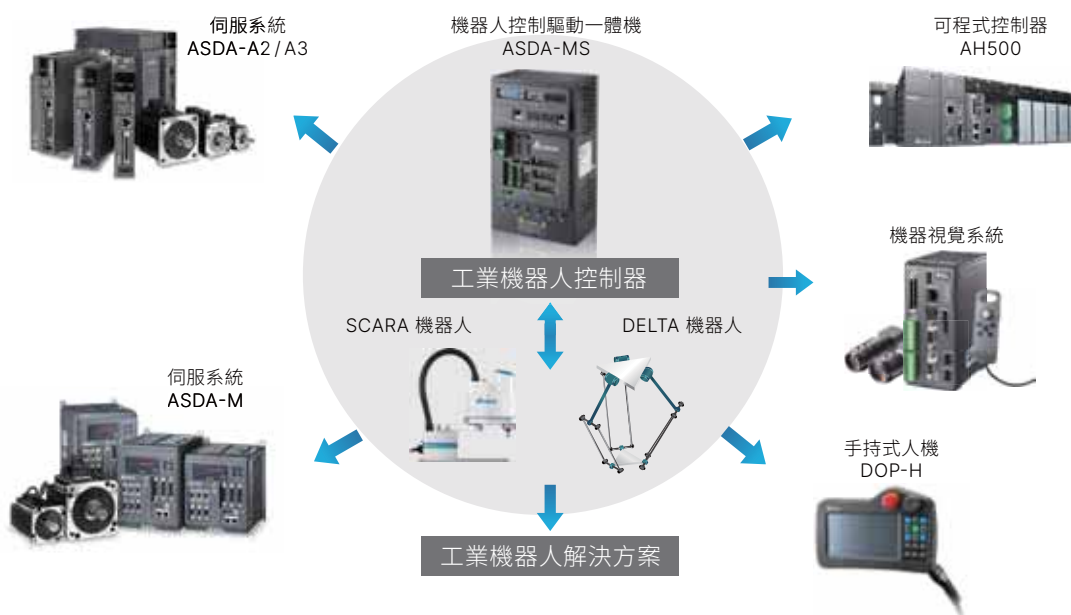 伺服系統
ASDA-A2/A3
機器人控制驅動一體機
ASDA-MS
可程式控制器
AH500
機器視覺系統
工業機器人控制器
SCARA 機器人
DELTA 機器人
伺服系統
ASDA-M
手持式人機
DOP-H
工業機器人解決方案